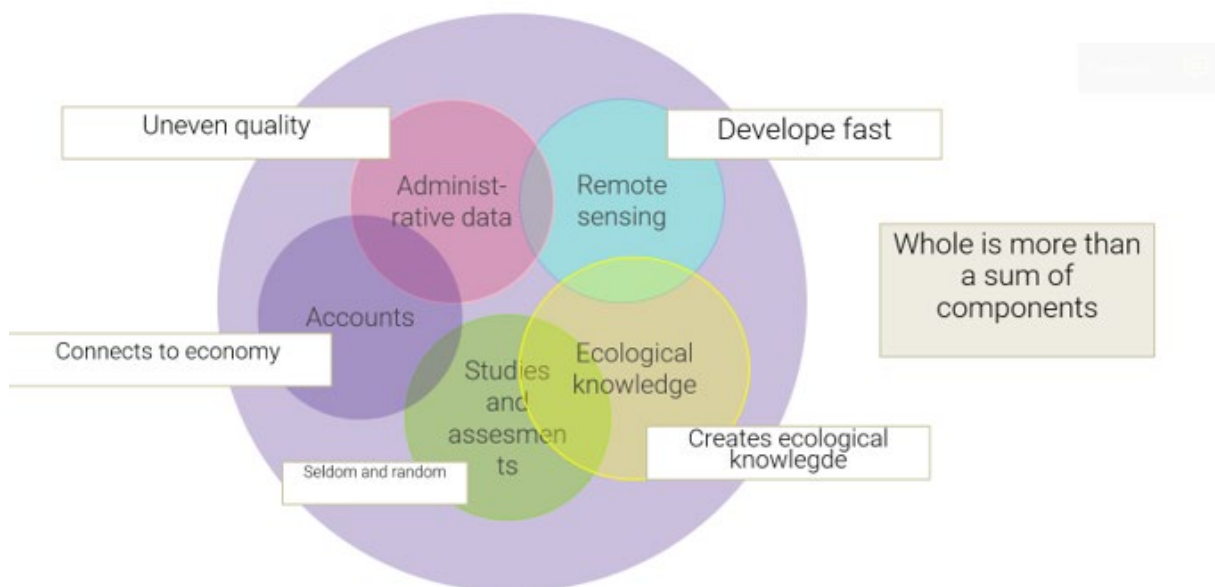 Uneven quality
Develope fast
Administ-
rative data
Remote
sensing
Whole is more than
a sum of
components
Accounts
Connects to economy
Studies
and
assesmen
ts
Ecological
knowledge
Creates ecological
knowlegde
Seldom and random